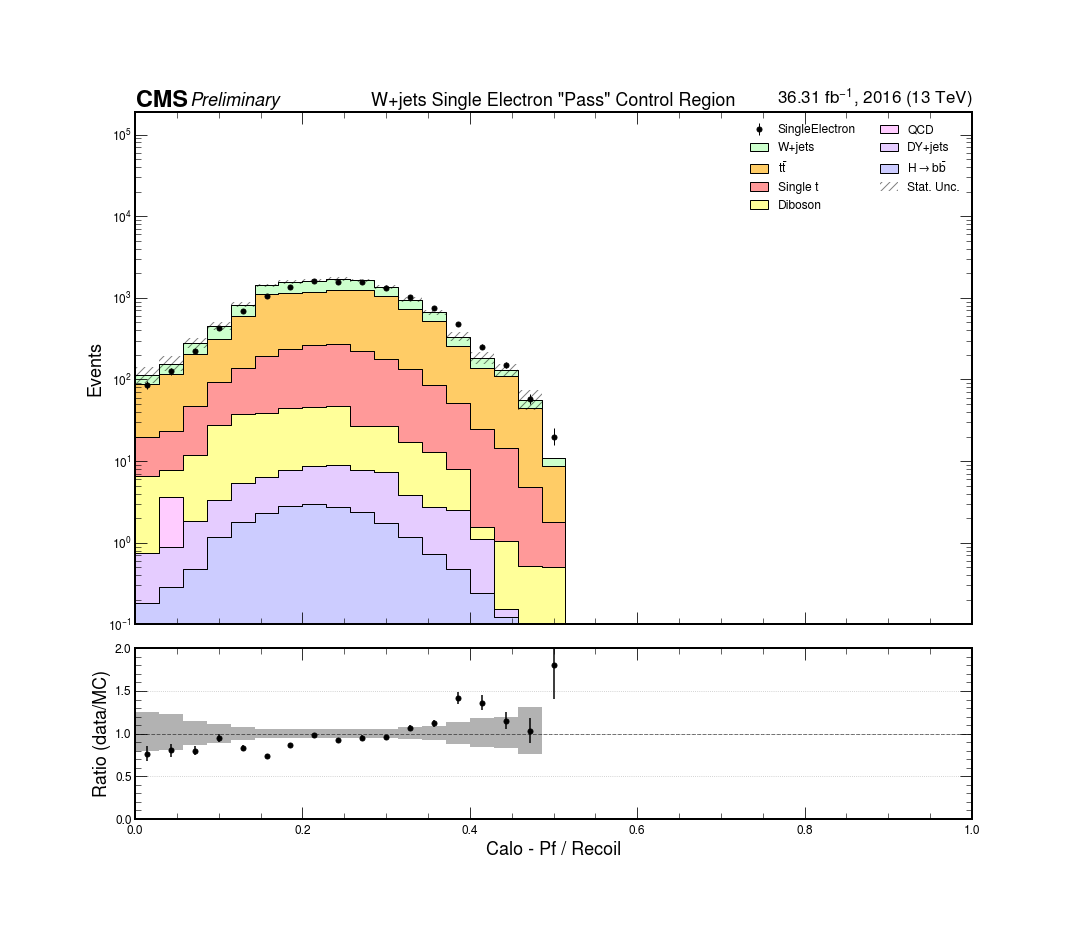 CMS Preliminary W+jets Single Electron "Pass" Control Region 36.31 fb⁻¹, 2016 (13 TeV)
SingleElectron
W+jets
tt̄
Single t
Diboson
QCD
DY+jets
H→bb̄
Stat. Unc.
10⁵
10⁴
10³
10²
10¹
10⁰
10⁻¹
Events
2.0
1.5
1.0
0.5
0.0
Ratio (data/MC)
0.0 0.2 0.4 0.6 0.8 1.0
Calo - Pf / Recoil